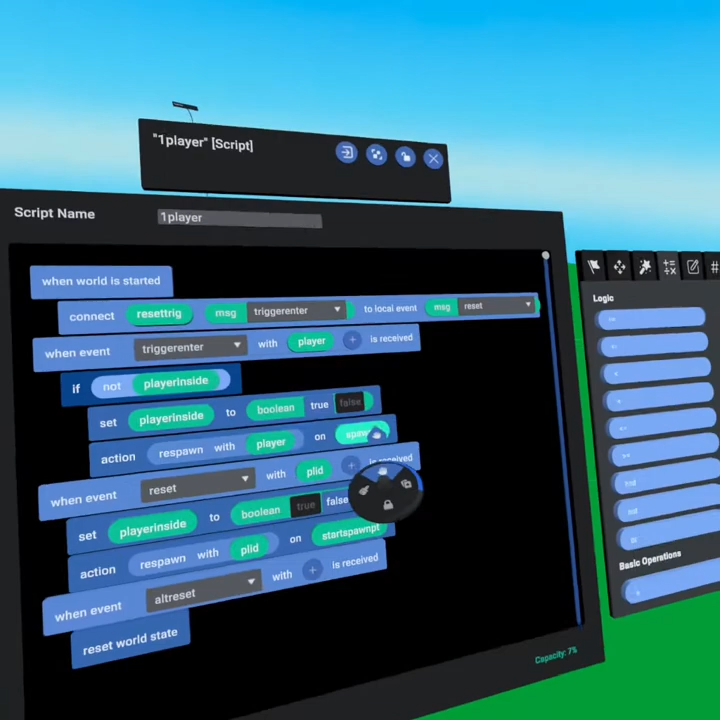 "1player" [Script]
Script Name 1player
when world is started
connect resettrig msg triggerenter to local event msg reset
when event triggerenter with player + is received
if not playerinside
set playerinside to boolean true false
action respawn with player on
when event reset with plid + is received
set playerinside to boolean true false
action respawn with plid on startspawnpt
when event altreset with + is received
reset world state
Capacity: 7%
Logic
and
not
or
Basic Operations